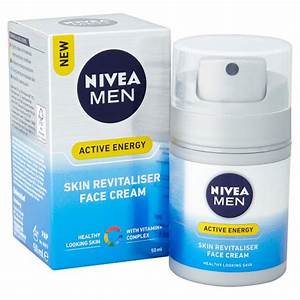 NEW
NIVEA
MEN
ACTIVE ENERGY
SKIN REVITALISER
FACE CREAM
HEALTHY
LOOKING SKIN
WITH VITAMIN+
COMPLEX
50 ml
NIVEA
MEN
ACTIVE ENERGY
SKIN REVITALISER
FACE CREAM
HEALTHY LOOKING SKIN